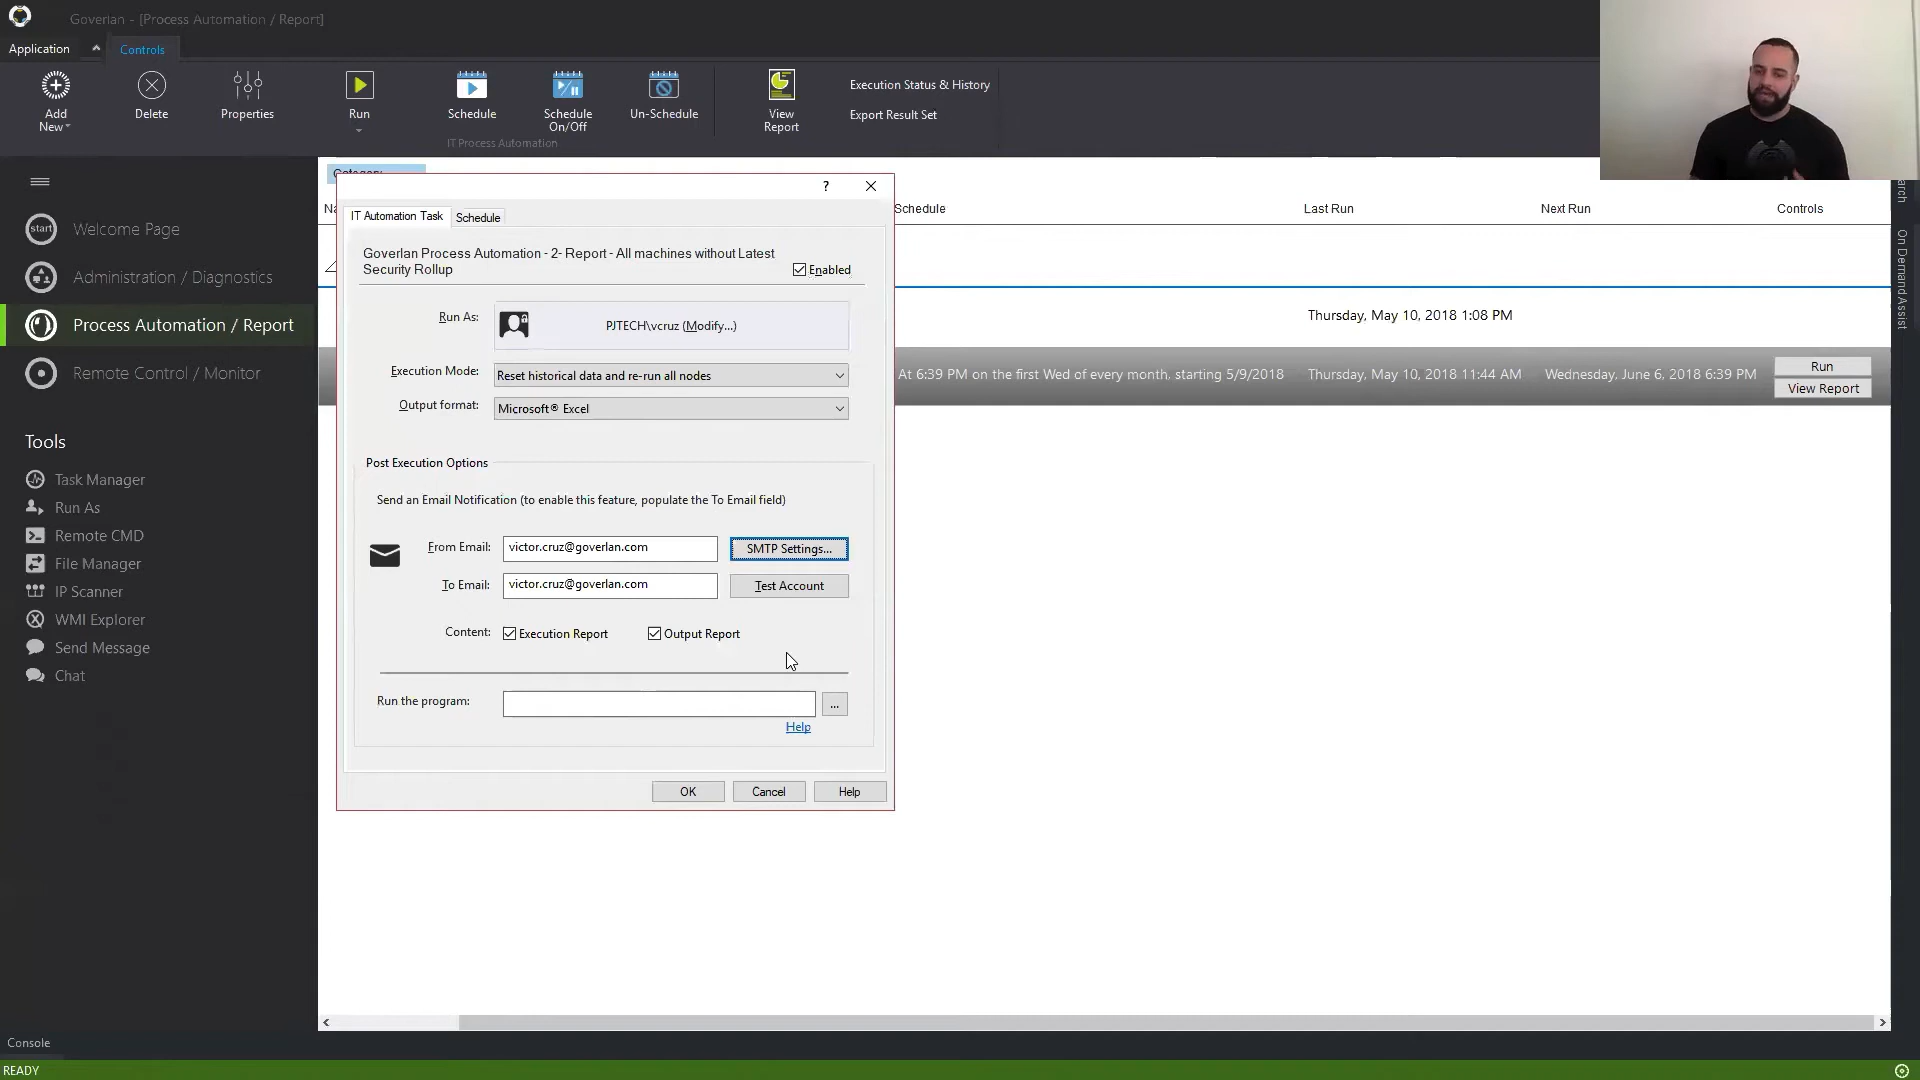 Goverlan - [Process Automation / Report]
Application
Controls
Add New
Delete
Properties
Run
Schedule
Schedule On/Off
Un-Schedule
View Report
Execution Status & History
Export Result Set
IT Process Automation
Welcome Page
Administration / Diagnostics
Process Automation / Report
Remote Control / Monitor
Tools
Task Manager
Run As
Remote CMD
File Manager
IP Scanner
WMI Explorer
Send Message
Chat
Schedule
Last Run
Next Run
Controls
Thursday, May 10, 2018 1:08 PM
At 6:39 PM on the first Wed of every month, starting 5/9/2018
Thursday, May 10, 2018 11:44 AM
Wednesday, June 6, 2018 6:39 PM
Run
View Report
On Demand Assist
?
IT Automation Task
Schedule
Goverlan Process Automation - 2- Report - All machines without Latest
Security Rollup
Enabled
Run As:
PJTECH\vcruz (Modify...)
Execution Mode:
Reset historical data and re-run all nodes
Output format:
Microsoft® Excel
Post Execution Options
Send an Email Notification (to enable this feature, populate the To Email field)
From Email:
victor.cruz@goverlan.com
SMTP Settings...
To Email:
victor.cruz@goverlan.com
Test Account
Content:
Execution Report
Output Report
Run the program:
...
Help
OK
Cancel
Help
Console
READY